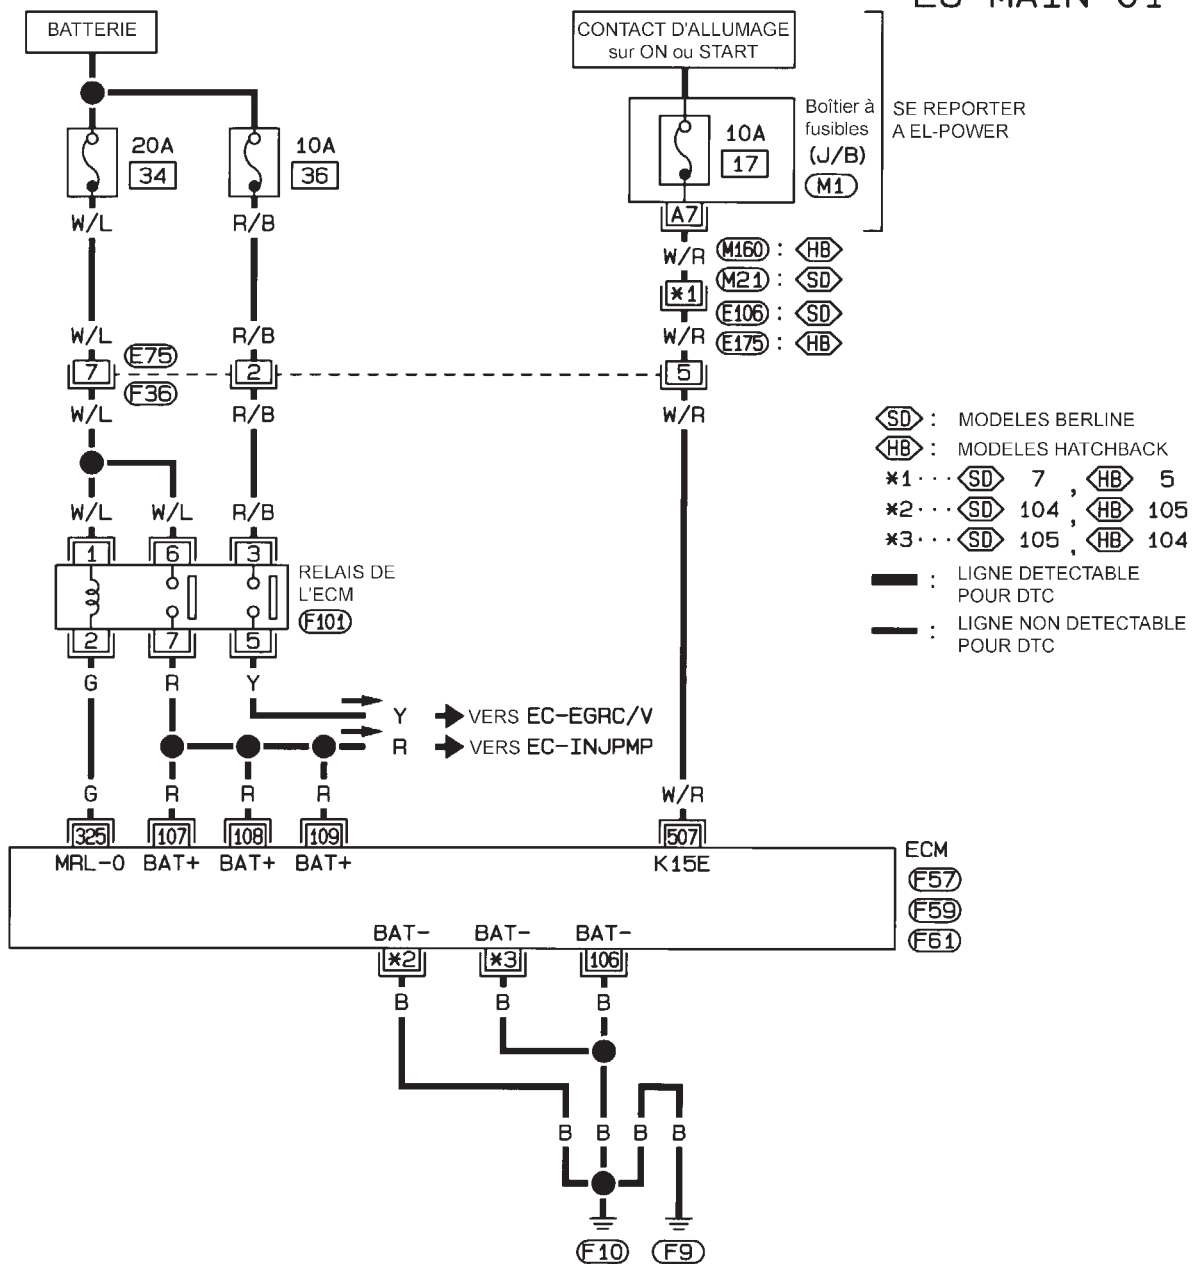 BATTERIE
CONTACT D'ALLUMAGE
sur ON ou START
20A
34
10A
36
10A
17
Boîtier à
fusibles
(J/B)
M1
SE REPORTER
A EL-POWER
A7
W/L
R/B
W/R
M160 : HB
*1
M21 : SD
E106 : SD
W/L
R/B
W/R
E175 : HB
7
E75
2
5
F36
W/L
R/B
W/R
SD : MODELES BERLINE
HB : MODELES HATCHBACK
*1 ··· SD 7 , HB 5
*2 ··· SD 104 , HB 105
*3 ··· SD 105 , HB 104
: LIGNE DETECTABLE
POUR DTC
: LIGNE NON DETECTABLE
POUR DTC
W/L
W/L
R/B
1
6
3
RELAIS DE
L'ECM
F101
2
7
5
G
R
Y
Y VERS EC-EGRC/V
R VERS EC-INJPMP
G
R
R
R
W/R
325
107
108
109
507
MRL-O
BAT+
BAT+
BAT+
K15E
ECM
F57
F59
F61
BAT-
BAT-
BAT-
*2
*3
106
B
B
B
B
B
B
B
F10
F9